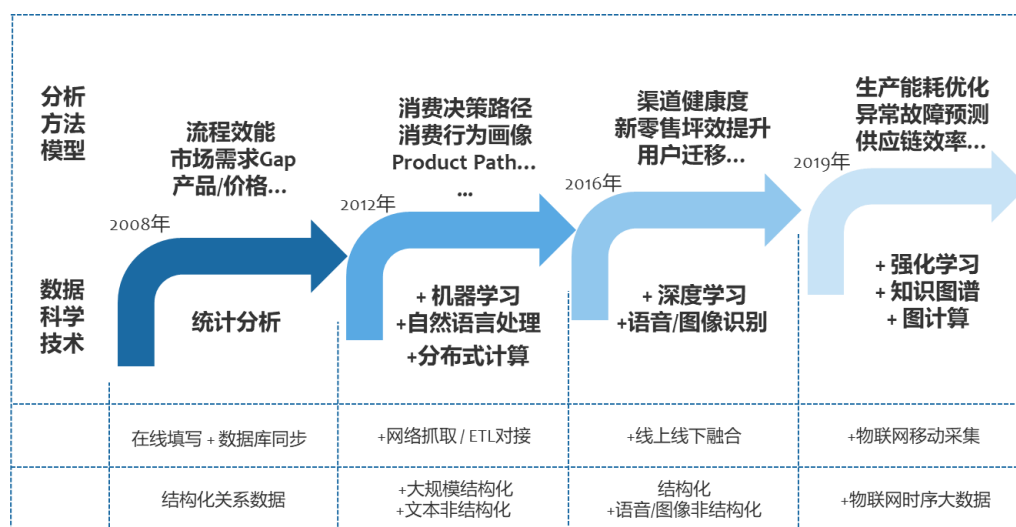 分析
方法
模型
流程效能
市场需求Gap
产品/价格...
消费决策路径
消费行为画像
Product Path...
...
渠道健康度
新零售坪效提升
用户迁移...
生产能耗优化
异常故障预测
供应链效率...
2008年
2012年
2016年
2019年
数据
科学
技术
统计分析
+ 机器学习
+自然语言处理
+分布式计算
+ 深度学习
+语音/图像识别
+ 强化学习
+ 知识图谱
+ 图计算
在线填写 + 数据库同步
+网络抓取 / ETL对接
+线上线下融合
+物联网移动采集
结构化关系数据
+大规模结构化
+文本非结构化
结构化
+语音/图像非结构化
+物联网时序大数据